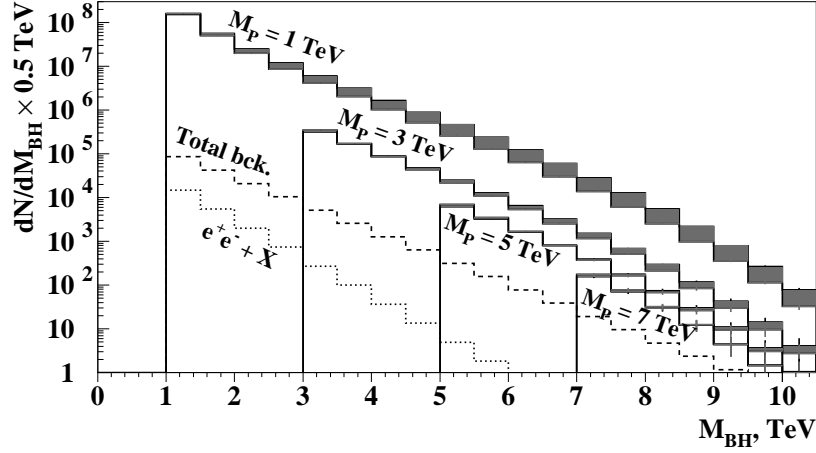 dN/dM_BH × 0.5 TeV
10^8
10^7
10^6
10^5
10^4
10^3
10^2
10
1
M_P = 1 TeV
M_P = 3 TeV
Total bck.
M_P = 5 TeV
e^+e^- + X
M_P = 7 TeV
0 1 2 3 4 5 6 7 8 9 10
M_BH, TeV